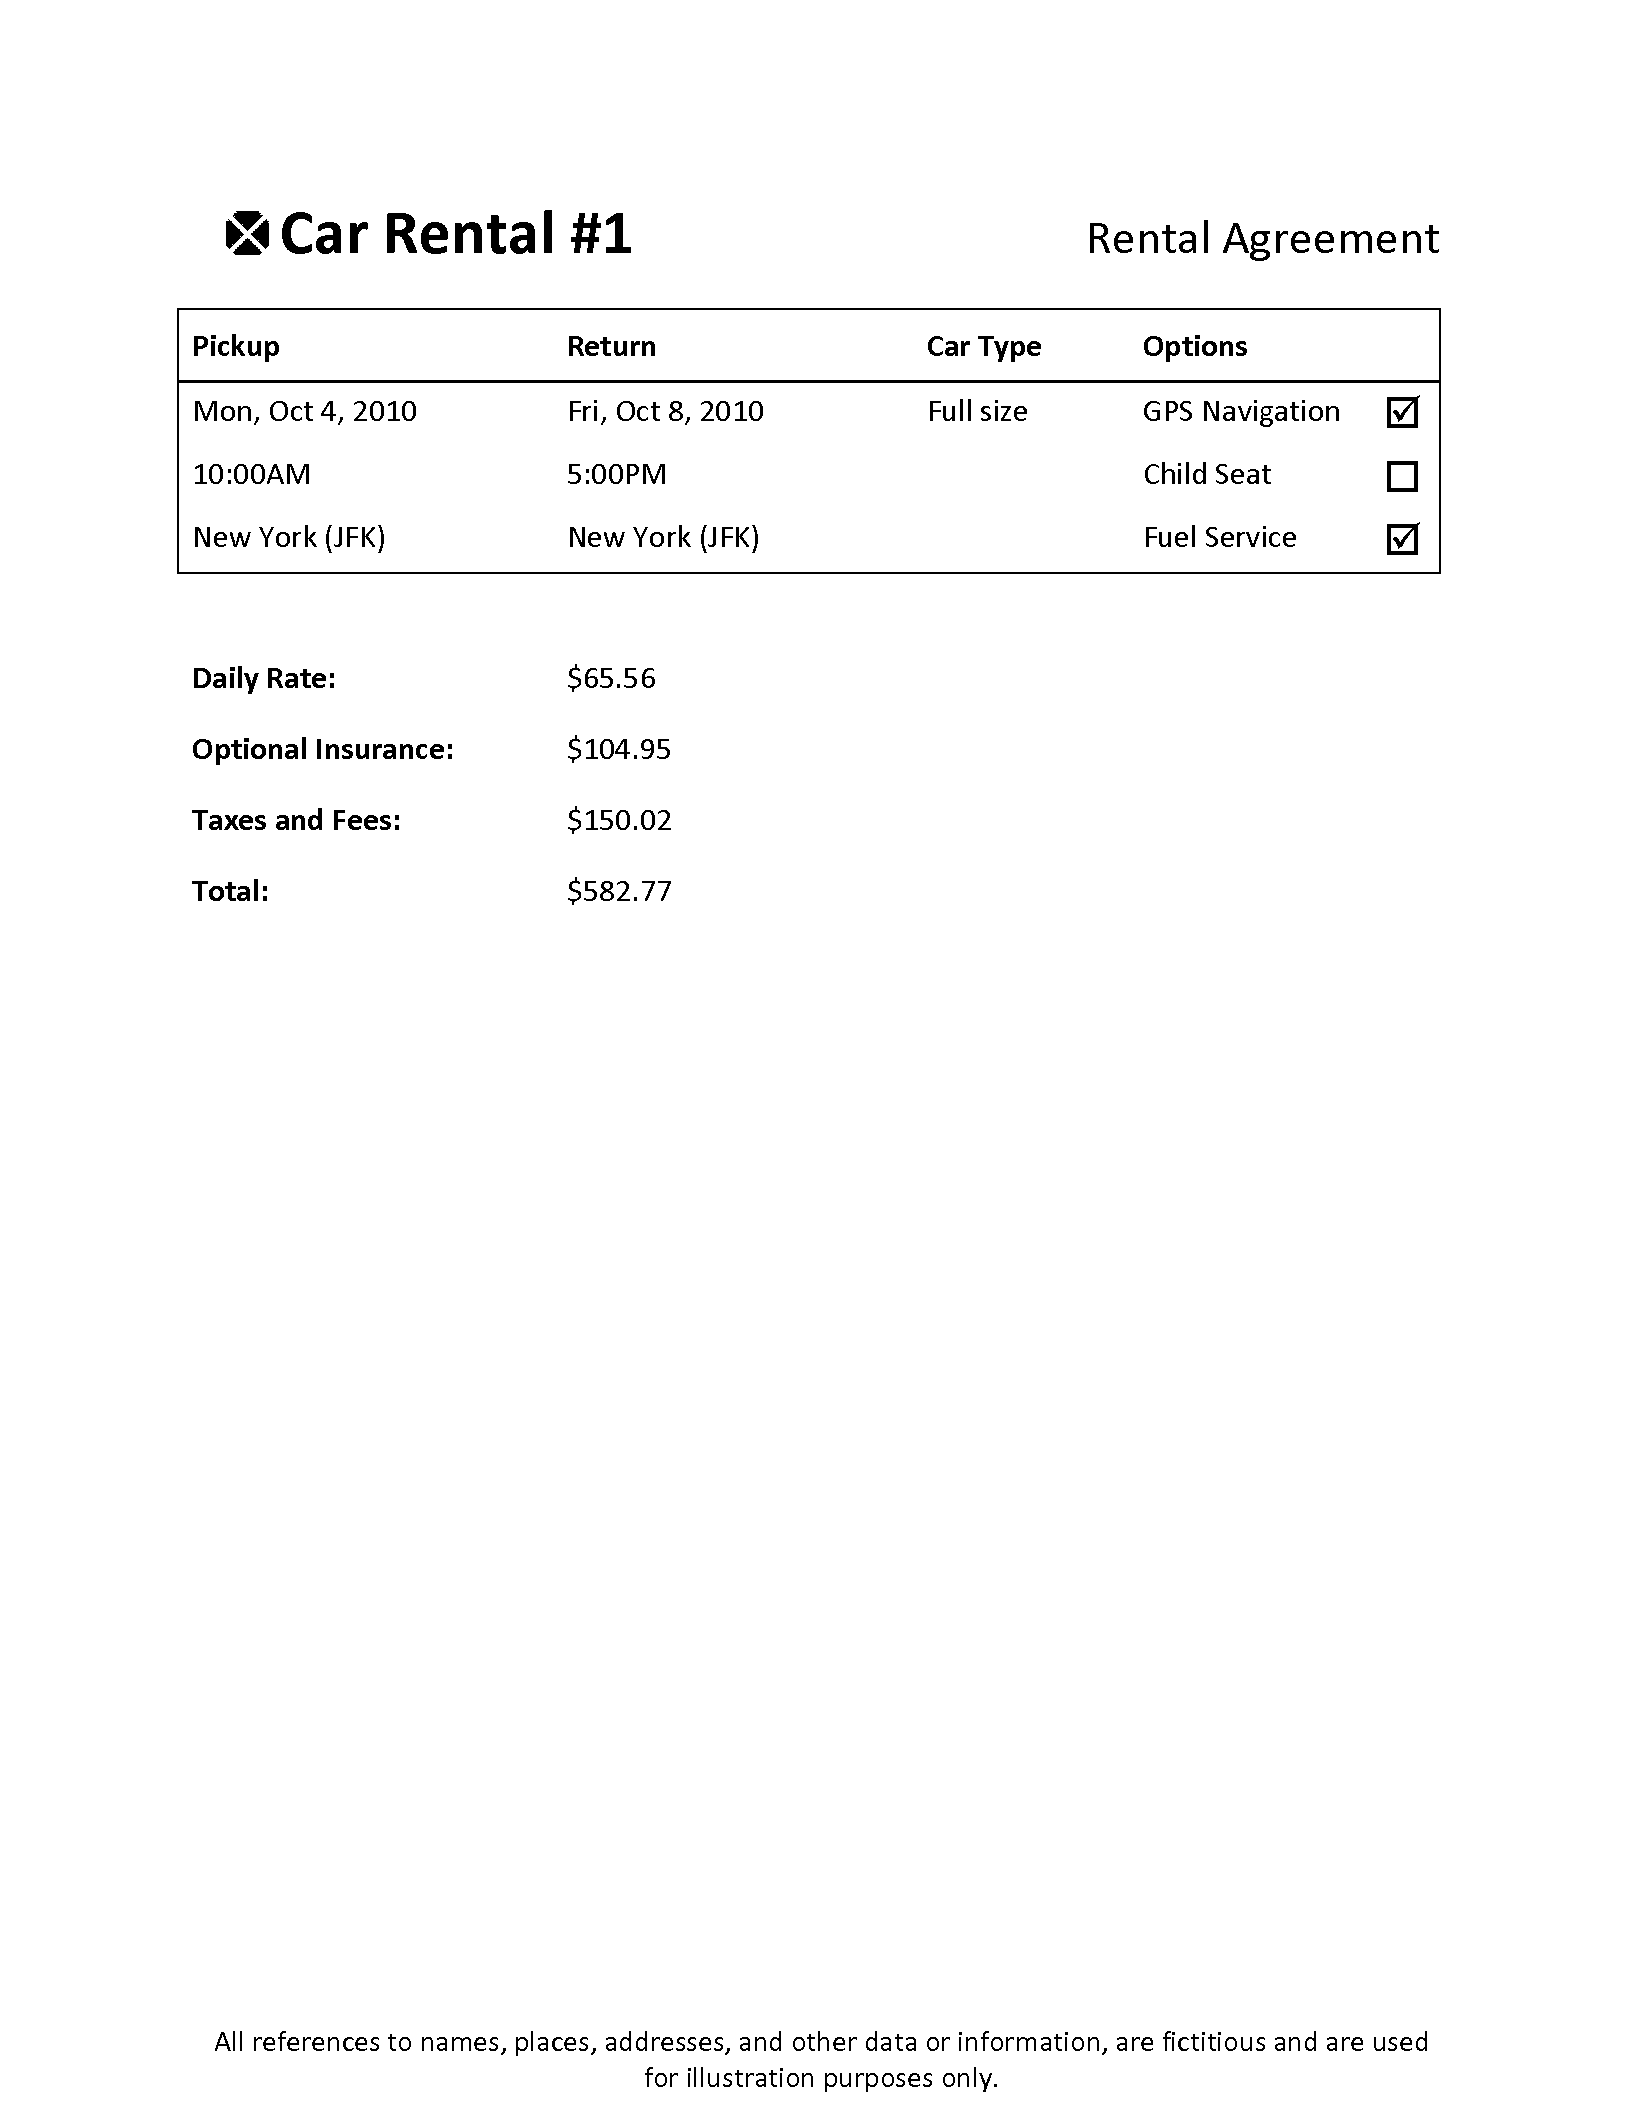 Car Rental #1 Rental Agreement
Pickup Return Car Type Options
Mon, Oct 4, 2010 Fri, Oct 8, 2010 Full size GPS Navigation ☑
10:00AM 5:00PM Child Seat ☐
New York (JFK) New York (JFK) Fuel Service ☑
Daily Rate: $65.56
Optional Insurance: $104.95
Taxes and Fees: $150.02
Total: $582.77
All references to names, places, addresses, and other data or information, are fictitious and are used
for illustration purposes only.